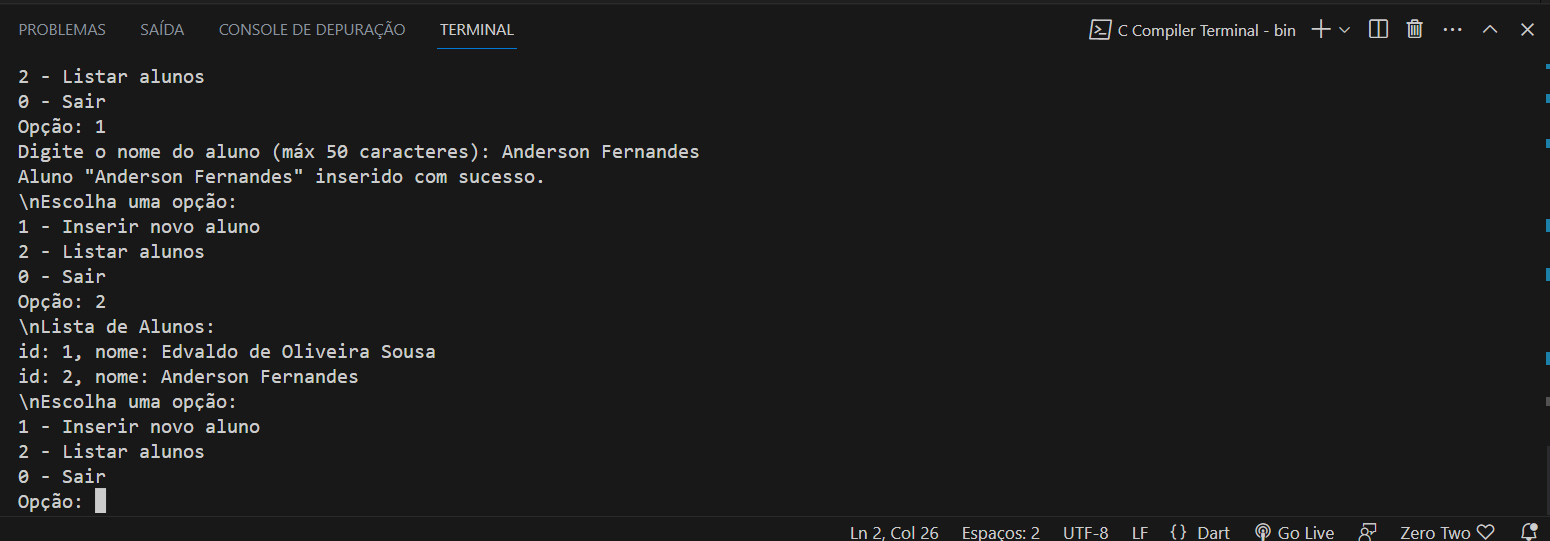 PROBLEMAS SAÍDA CONSOLE DE DEPURAÇÃO TERMINAL C Compiler Terminal - bin
2 - Listar alunos
0 - Sair
Opção: 1
Digite o nome do aluno (máx 50 caracteres): Anderson Fernandes
Aluno "Anderson Fernandes" inserido com sucesso.
\nEscolha uma opção:
1 - Inserir novo aluno
2 - Listar alunos
0 - Sair
Opção: 2
\nLista de Alunos:
id: 1, nome: Edvaldo de Oliveira Sousa
id: 2, nome: Anderson Fernandes
\nEscolha uma opção:
1 - Inserir novo aluno
2 - Listar alunos
0 - Sair
Opção:
Ln 2, Col 26 Espaços: 2 UTF-8 LF {} Dart Go Live Zero Two